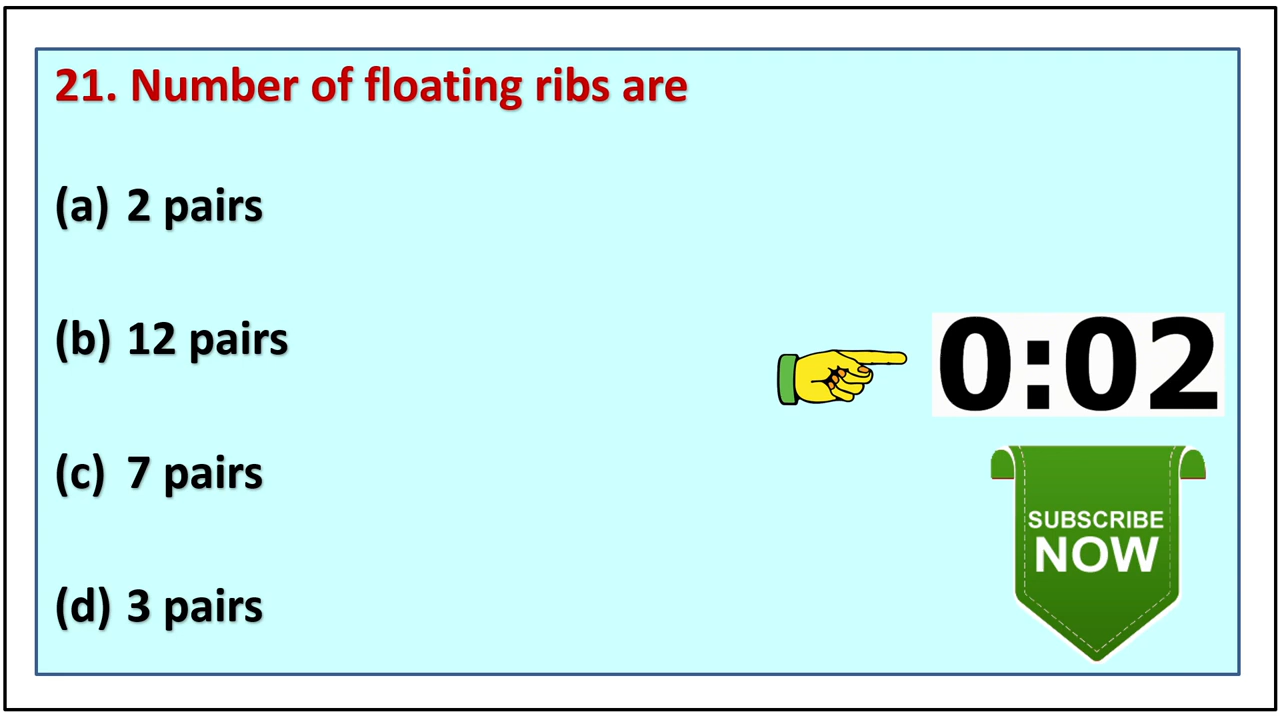 21. Number of floating ribs are
(a) 2 pairs
(b) 12 pairs
(c) 7 pairs
(d) 3 pairs
0:02
SUBSCRIBE
NOW